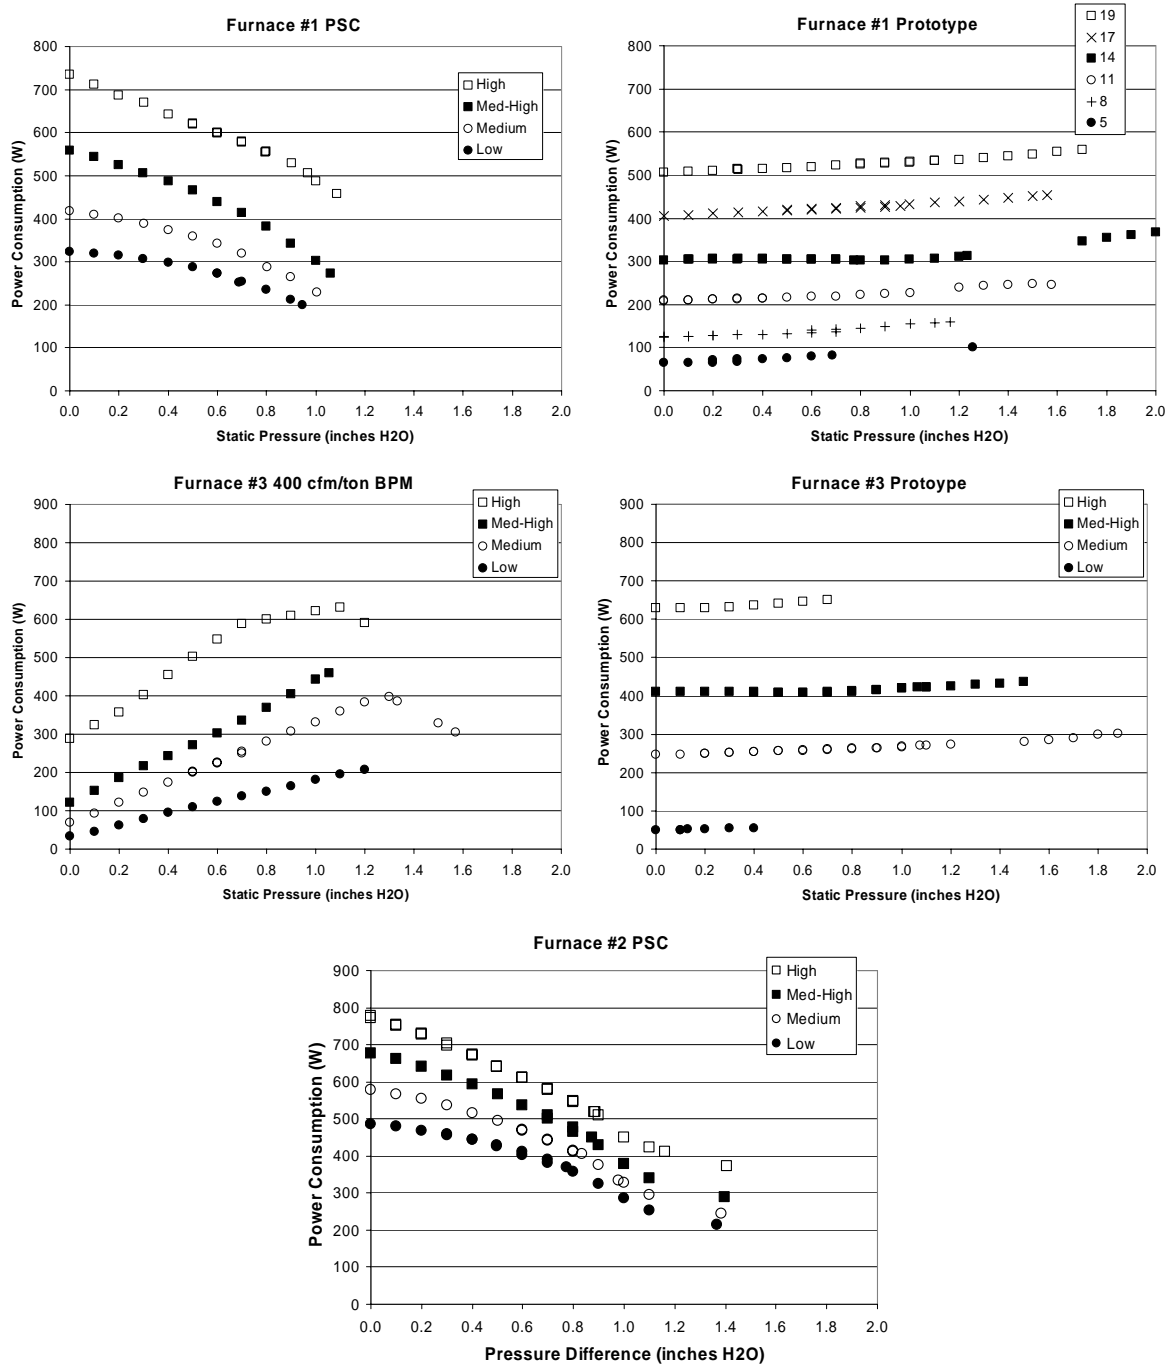 Furnace #1 PSC
800
700
600
500
400
300
200
100
0
Power Consumption (W)
0.0 0.2 0.4 0.6 0.8 1.0 1.2 1.4 1.6 1.8 2.0
Static Pressure (inches H2O)
High
Med-High
Medium
Low
Furnace #1 Prototype
19
17
14
11
8
5
800
700
600
500
400
300
200
100
0
Power Consumption (W)
0.0 0.2 0.4 0.6 0.8 1.0 1.2 1.4 1.6 1.8 2.0
Static Pressure (inches H2O)
Furnace #3 400 cfm/ton BPM
900
800
700
600
500
400
300
200
100
0
Power Consumption (W)
0.0 0.2 0.4 0.6 0.8 1.0 1.2 1.4 1.6 1.8 2.0
Static Pressure (inches H2O)
High
Med-High
Medium
Low
Furnace #3 Protoype
900
800
700
600
500
400
300
200
100
0
Power Consumption (W)
0.0 0.2 0.4 0.6 0.8 1.0 1.2 1.4 1.6 1.8 2.0
Static Pressure (inches H2O)
High
Med-High
Medium
Low
Furnace #2 PSC
900
800
700
600
500
400
300
200
100
0
Power Consumption (W)
0.0 0.2 0.4 0.6 0.8 1.0 1.2 1.4 1.6 1.8 2.0
Pressure Difference (inches H2O)
High
Med-High
Medium
Low